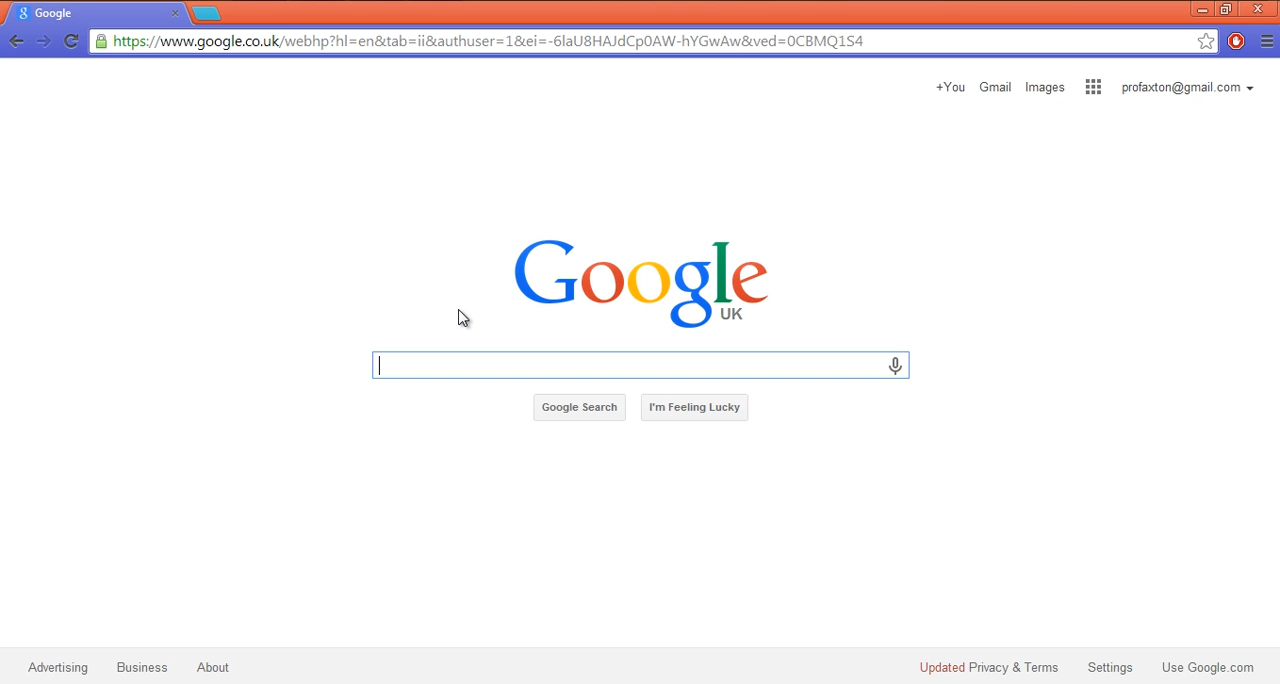 Google
https://www.google.co.uk/webhp?hl=en&tab=ii&authuser=1&ei=-6laU8HAJdCp0AW-hYGwAw&ved=0CBMQ1S4
+You Gmail Images profaxton@gmail.com
Google
UK
Google Search I'm Feeling Lucky
Advertising Business About Updated Privacy & Terms Settings Use Google.com